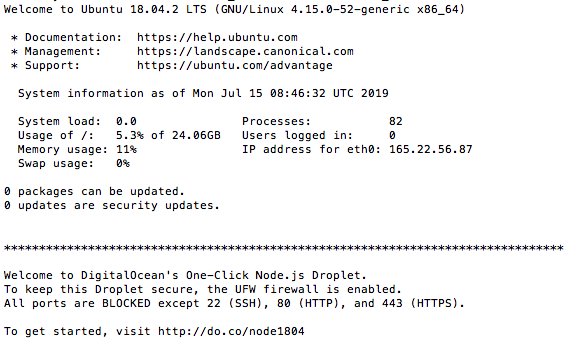 Welcome to Ubuntu 18.04.2 LTS (GNU/Linux 4.15.0-52-generic x86_64)
* Documentation: https://help.ubuntu.com
* Management: https://landscape.canonical.com
* Support: https://ubuntu.com/advantage
System information as of Mon Jul 15 08:46:32 UTC 2019
System load: 0.0 Processes: 82
Usage of /: 5.3% of 24.06GB Users logged in: 0
Memory usage: 11% IP address for eth0: 165.22.56.87
Swap usage: 0%
0 packages can be updated.
0 updates are security updates.
********************************************************************************
Welcome to DigitalOcean's One-Click Node.js Droplet.
To keep this Droplet secure, the UFW firewall is enabled.
All ports are BLOCKED except 22 (SSH), 80 (HTTP), and 443 (HTTPS).
To get started, visit http://do.co/node1804